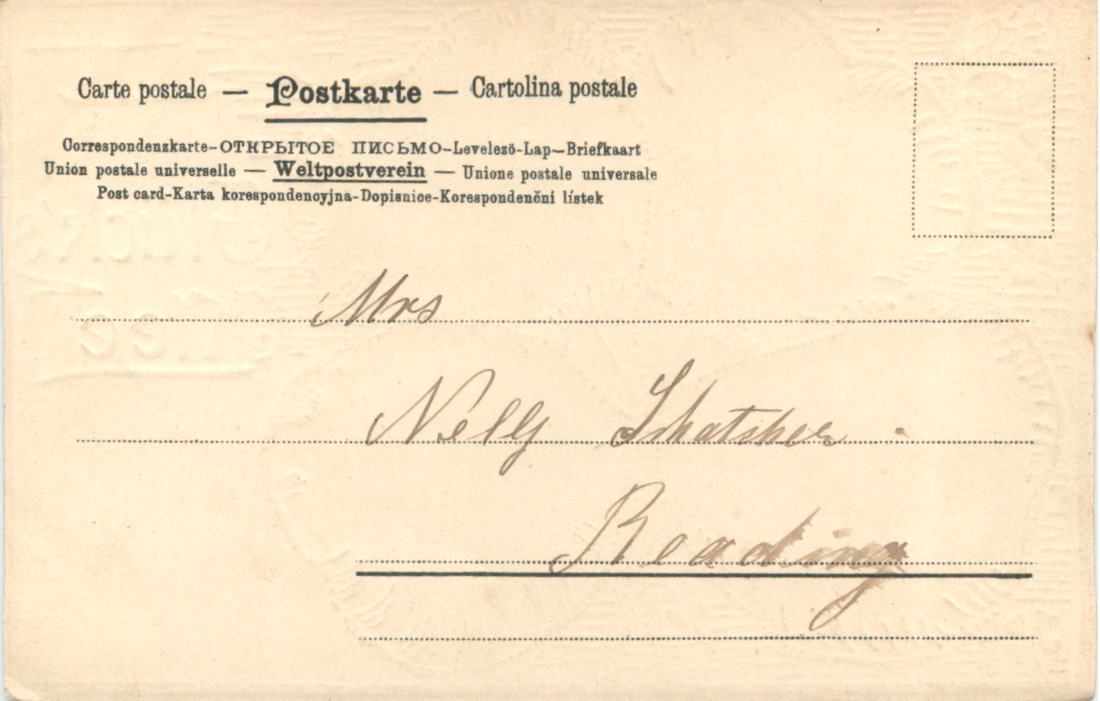 Carte postale — Postkarte — Cartolina postale
Correspondenzkarte-ОТКРЫТОЕ ПИСЬМО-Levelező-Lap-Briefkaart
Union postale universelle — Weltpostverein — Unione postale universale
Post card-Karta korespondencyjna-Dopisnice-Korespondenční lístek
Mrs
Nelly
Reading